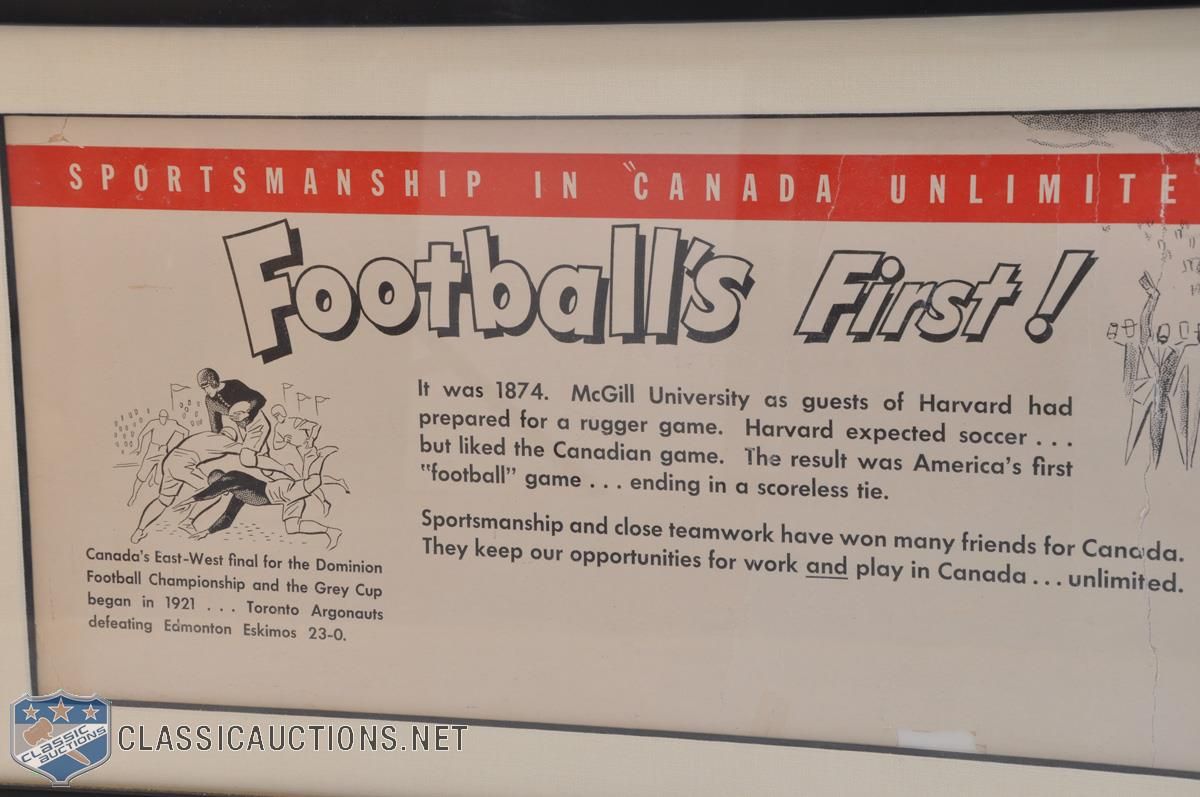 SPORTSMANSHIP IN "CANADA UNLIMITE
Football's First!
It was 1874. McGill University as guests of Harvard had
prepared for a rugger game. Harvard expected soccer . . .
but liked the Canadian game. The result was America's first
"football" game . . . ending in a scoreless tie.
Sportsmanship and close teamwork have won many friends for Canada.
They keep our opportunities for work and play in Canada . . . unlimited.
Canada's East-West final for the Dominion
Football Championship and the Grey Cup
began in 1921 . . . Toronto Argonauts
defeating Edmonton Eskimos 23-0.
CLASSIC
AUCTIONS
CLASSICAUCTIONS.NET